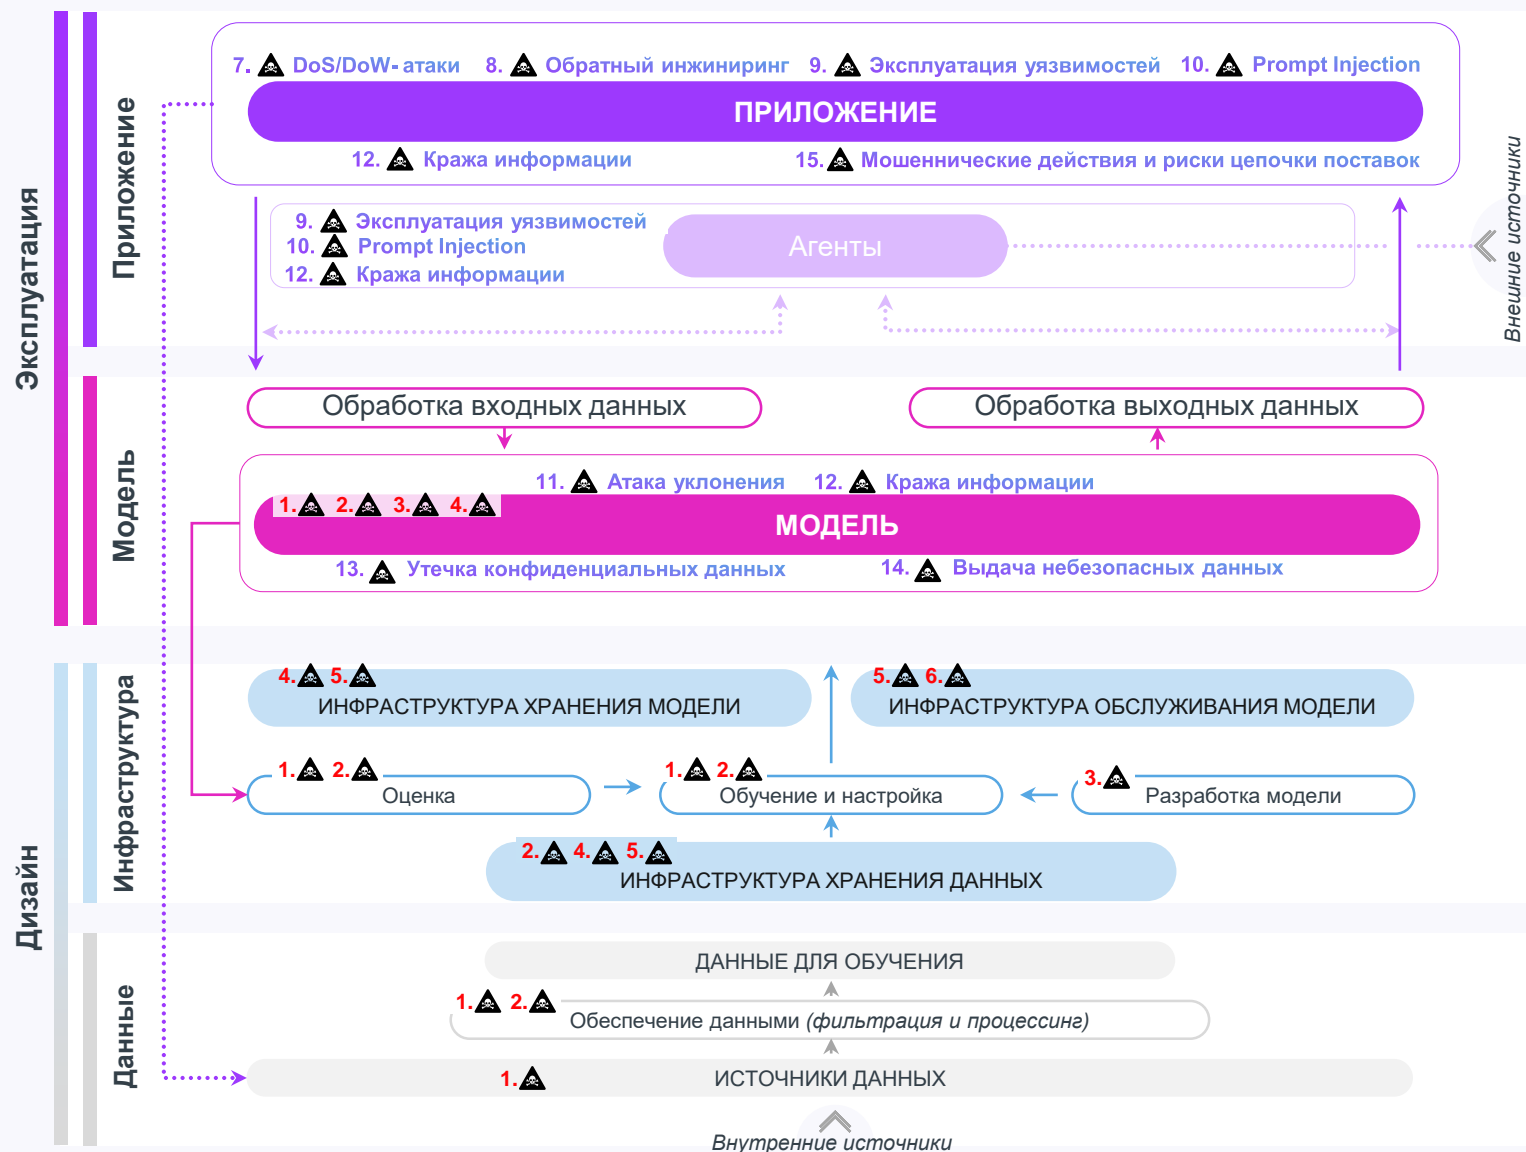 Эксплуатация
Приложение
7. DoS/DoW- атаки 8. Обратный инжиниринг 9. Эксплуатация уязвимостей 10. Prompt Injection
ПРИЛОЖЕНИЕ
12. Кража информации 15. Мошеннические действия и риски цепочки поставок
9. Эксплуатация уязвимостей
10. Prompt Injection
12. Кража информации
Агенты
Внешние источники
Модель
Обработка входных данных
Обработка выходных данных
11. Атака уклонения 12. Кража информации
1. 2. 3. 4.
МОДЕЛЬ
13. Утечка конфиденциальных данных 14. Выдача небезопасных данных
Дизайн
Инфраструктура
4. 5.
ИНФРАСТРУКТУРА ХРАНЕНИЯ МОДЕЛИ
5. 6.
ИНФРАСТРУКТУРА ОБСЛУЖИВАНИЯ МОДЕЛИ
1. 2.
Оценка
1. 2.
Обучение и настройка
3.
Разработка модели
2. 4. 5.
ИНФРАСТРУКТУРА ХРАНЕНИЯ ДАННЫХ
Данные
ДАННЫЕ ДЛЯ ОБУЧЕНИЯ
1. 2.
Обеспечение данными (фильтрация и процессинг)
1.
ИСТОЧНИКИ ДАННЫХ
Внутренние источники